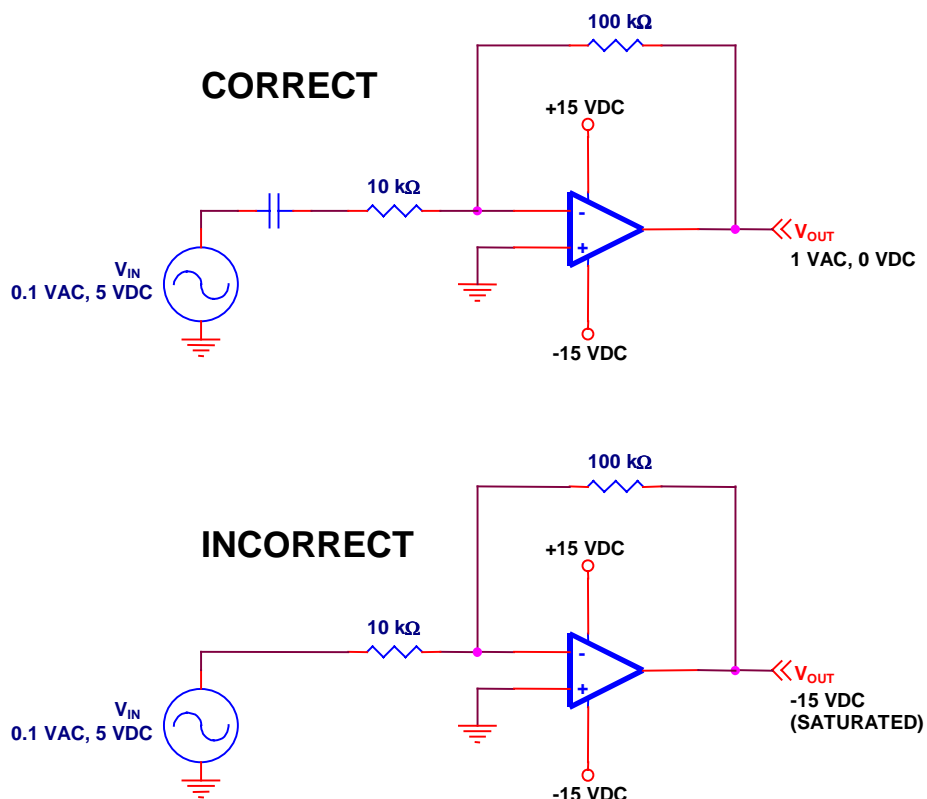 100 kΩ
CORRECT
+15 VDC
10 kΩ
-
+
VIN
0.1 VAC, 5 VDC
VOUT
1 VAC, 0 VDC
-15 VDC
100 kΩ
INCORRECT
+15 VDC
10 kΩ
-
+
VIN
0.1 VAC, 5 VDC
VOUT
-15 VDC
(SATURATED)
-15 VDC